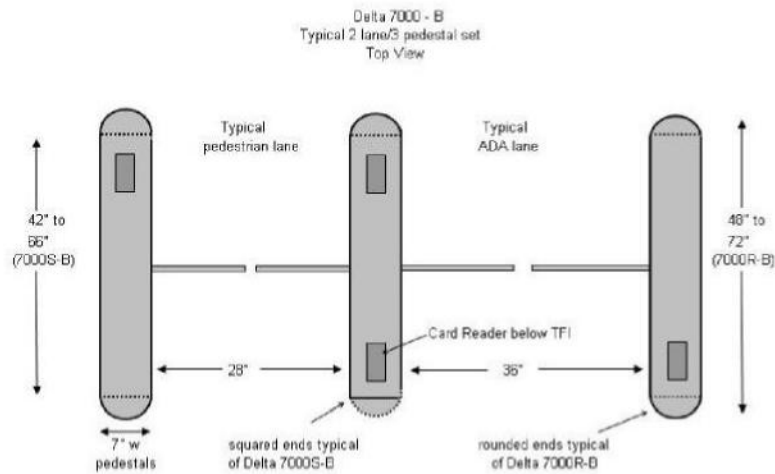 Delta 7000 - B
Typical 2 lane/3 pedestal set
Top View
Typical
pedestrian lane
Typical
ADA lane
42" to
66"
(7000S-B)
48" to
72"
(7000R-B)
Card Reader below TFI
28"
36"
7" w
pedestals
squared ends typical
of Delta 7000S-B
rounded ends typical
of Delta 7000R-B